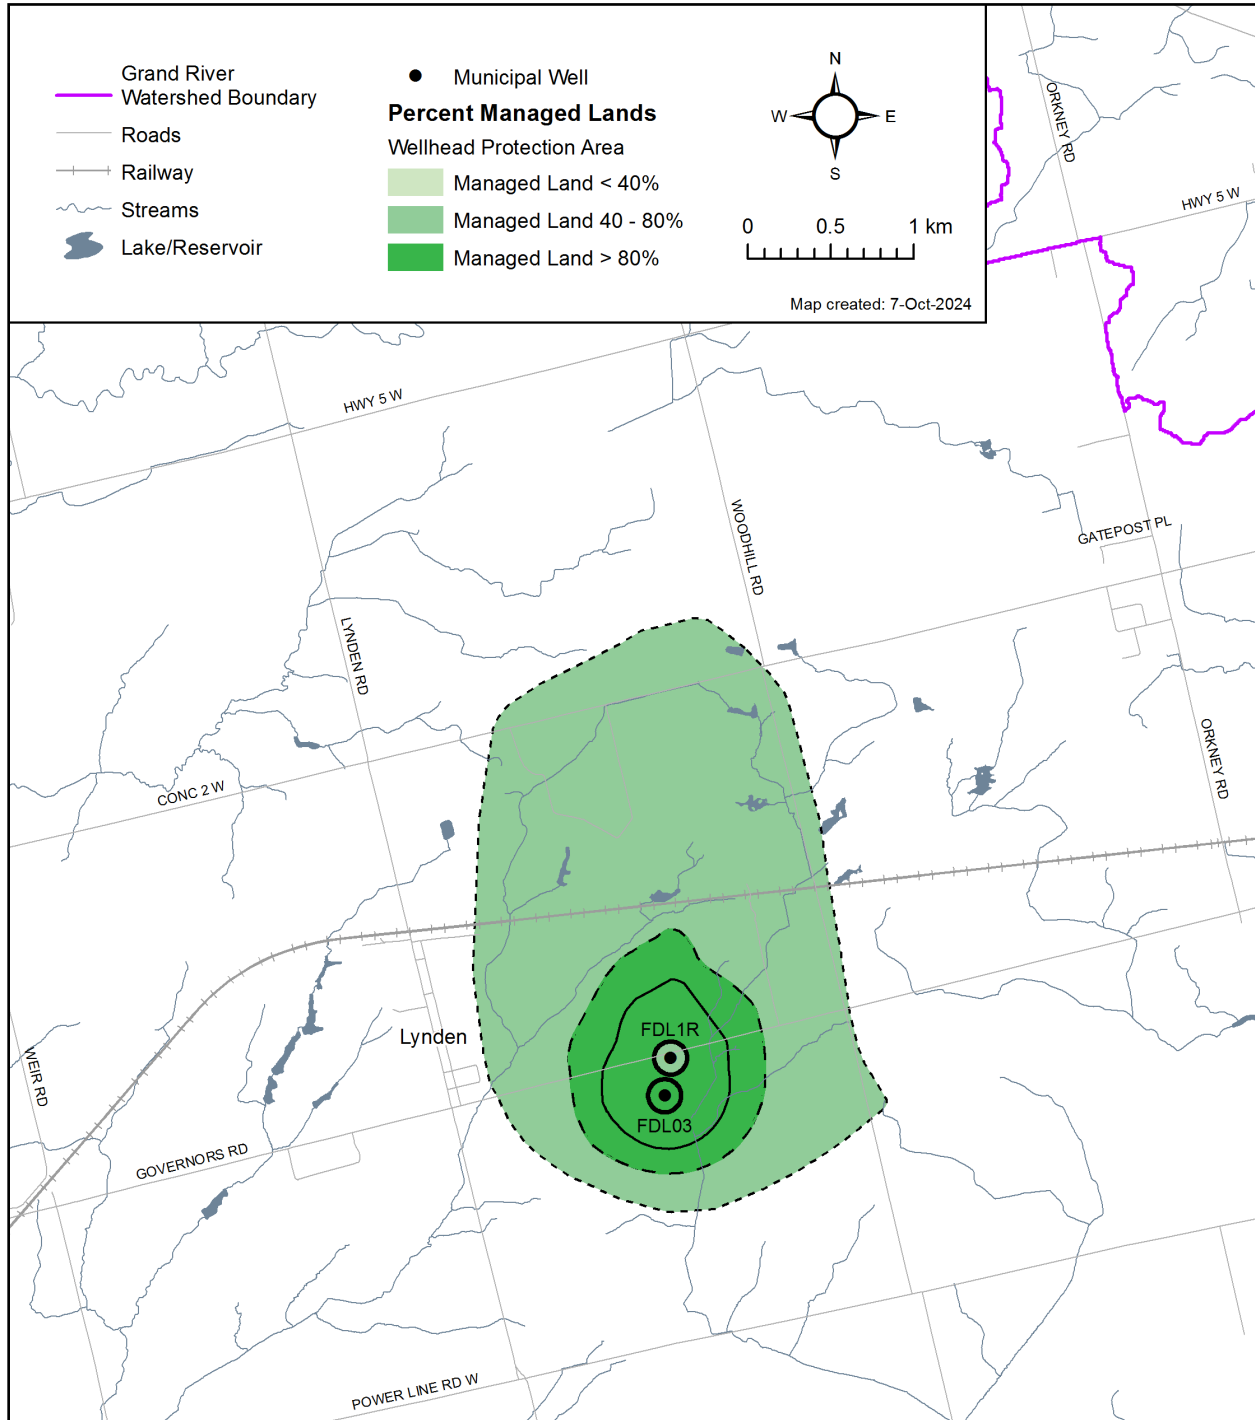 Grand River
Watershed Boundary
Roads
Railway
Streams
Lake/Reservoir
Municipal Well
Percent Managed Lands
Wellhead Protection Area
Managed Land < 40%
Managed Land 40 - 80%
Managed Land > 80%
N
W
E
S
0 0.5 1 km
Map created: 7-Oct-2024
ORKNEY RD
HWY 5 W
HWY 5 W
WOODHILL RD
GATEPOST PL
LYNDEN RD
ORKNEY RD
CONC 2 W
Lynden
FDL1R
WEIR RD
FDL03
GOVERNORS RD
POWER LINE RD W